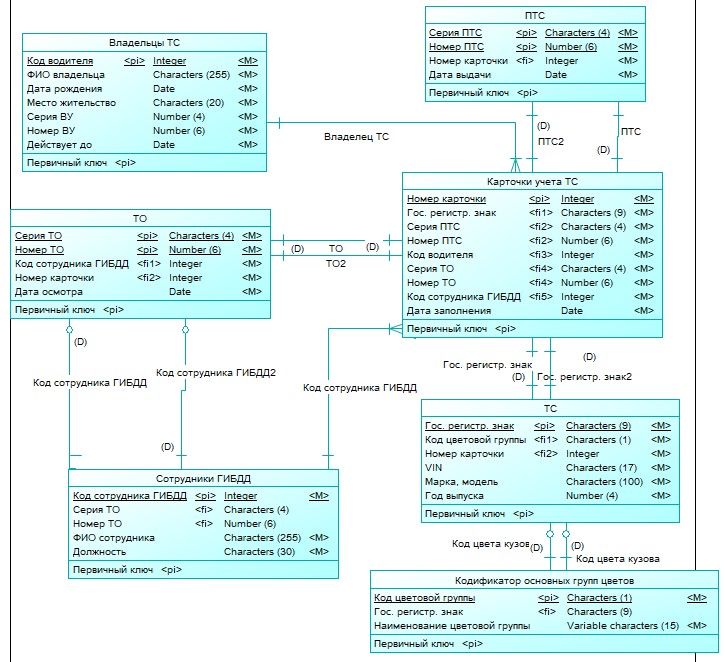 ПТС
Серия ПТС <pi> Characters (4) <M>
Номер ПТС <pi> Number (6) <M>
Номер карточки <fi> Integer <M>
Дата выдачи Date <M>
Первичный ключ <pi>
Владельцы ТС
Код водителя <pi> Integer <M>
ФИО владельца Characters (255) <M>
Дата рождения Date <M>
Место жительство Characters (20) <M>
Серия ВУ Number (4) <M>
Номер ВУ Number (6) <M>
Действует до Date <M>
Первичный ключ <pi>
Владелец ТС
(D)
ПТС2
ПТС
(D)
Карточки учета ТС
Номер карточки <pi> Integer <M>
Гос. регистр. знак <fi1> Characters (9) <M>
Серия ПТС <fi2> Characters (4) <M>
Номер ПТС <fi2> Number (6) <M>
Код водителя <fi3> Integer <M>
Серия ТО <fi4> Characters (4) <M>
Номер ТО <fi4> Number (6) <M>
Код сотрудника ГИБДД <fi5> Integer <M>
Дата заполнения Date <M>
Первичный ключ <pi>
ТО
Серия ТО <pi> Characters (4) <M>
Номер ТО <pi> Number (6) <M>
Код сотрудника ГИБДД <fi1> Integer <M>
Номер карточки <fi2> Integer <M>
Дата осмотра Date <M>
Первичный ключ <pi>
(D) ТО (D)
ТО2
(D)
Код сотрудника ГИБДД
Код сотрудника ГИБДД2
(D)
Код сотрудника ГИБДД
Гос. регистр. знак
(D)
(D)
Гос. регистр. знак2
ТС
Гос. регистр. знак <pi> Characters (9) <M>
Код цветовой группы <fi1> Characters (1) <M>
Номер карточки <fi2> Integer <M>
VIN Characters (17) <M>
Марка, модель Characters (100) <M>
Год выпуска Number (4) <M>
Первичный ключ <pi>
Сотрудники ГИБДД
Код сотрудника ГИБДД <pi> Integer <M>
Серия ТО <fi> Characters (4)
Номер ТО <fi> Number (6)
ФИО сотрудника Characters (255) <M>
Должность Characters (30) <M>
Первичный ключ <pi>
Код цвета кузов (D)
(D)
Код цвета кузова
Кодификатор основных групп цветов
Код цветовой группы <pi> Characters (1) <M>
Гос. регистр. знак <fi> Characters (9)
Наименование цветовой группы Variable characters (15) <M>
Первичный ключ <pi>